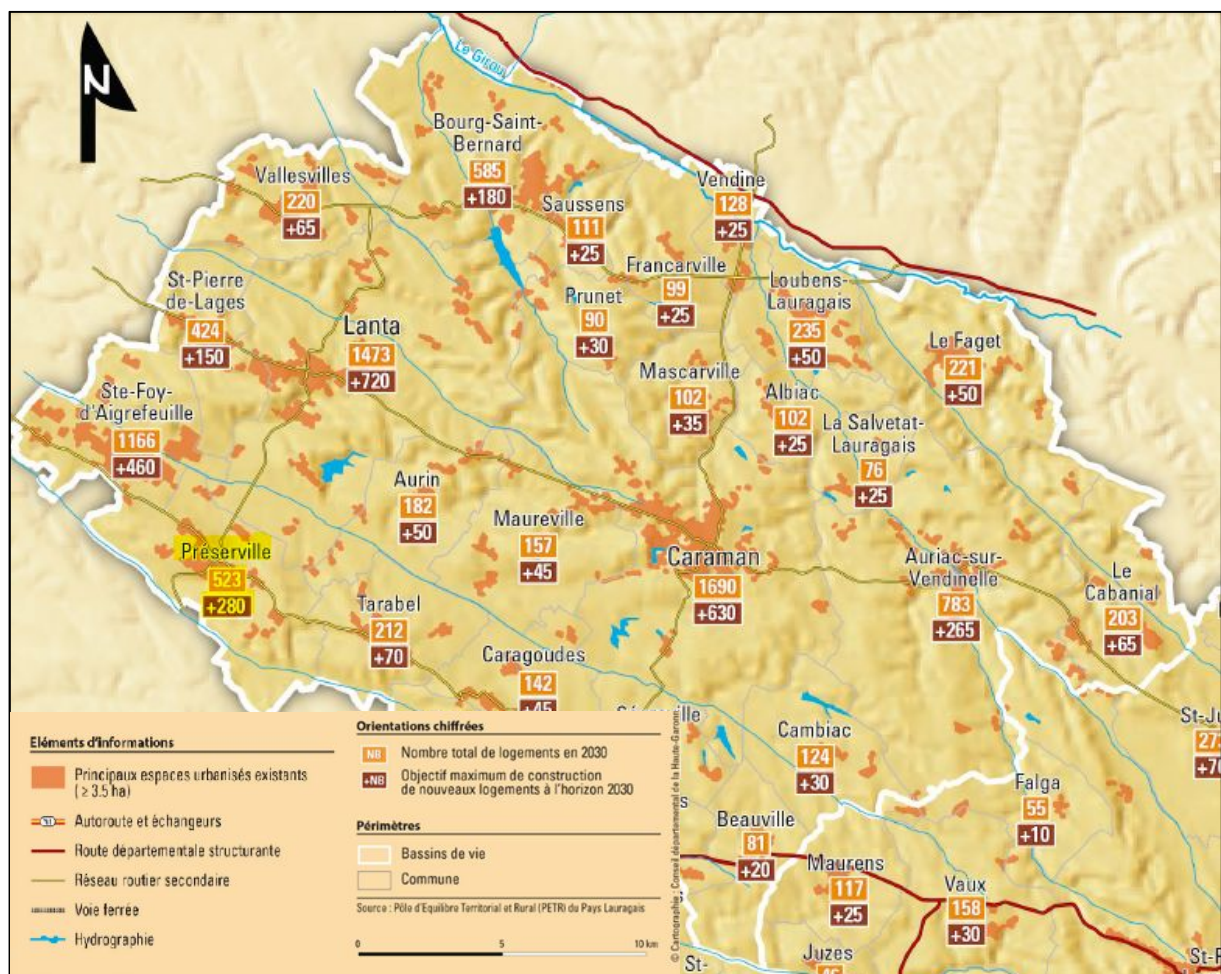 N
Le Girou
Bourg-Saint-
Bernard
585
+180
Vallesvilles
220
+65
Vendine
128
+25
Saussens
111
+25
Francarville
99
+25
St-Pierre
de-Lages
424
+150
Loubens-
Lauragais
235
+50
Prunet
90
+30
Lanta
1473
+720
Le Faget
221
+50
Mascarville
102
+35
Ste-Foy-
d'Aigrefeuille
1166
+460
Albiac
102
+25
La Salvetat-
Lauragais
76
+25
Aurin
182
+50
Maureville
157
+45
Préserville
523
+280
Caraman
1690
+630
Auriac-sur-
Vendinelle
783
+265
Le
Cabanial
203
+65
Tarabel
212
+70
Caragoudes
142
+45
Cambiac
124
+30
Falga
55
+10
Beauville
81
+20
Maurens
117
+25
Vaux
158
+30
Juzes
St-
Eléments d'informations
Principaux espaces urbanisés existants
( ≥ 3.5 ha)
Autoroute et échangeurs
Route départementale structurante
Réseau routier secondaire
Voie ferrée
Hydrographie
Orientations chiffrées
NB Nombre total de logements en 2030
+NB Objectif maximum de construction
de nouveaux logements à l'horizon 2030
Périmètres
Bassins de vie
Commune
Source : Pôle d'Equilibre Territorial et Rural (PETR) du Pays Lauragais
0 5 10 km
© Cartographie : Conseil départemental de la Haute-Garonn